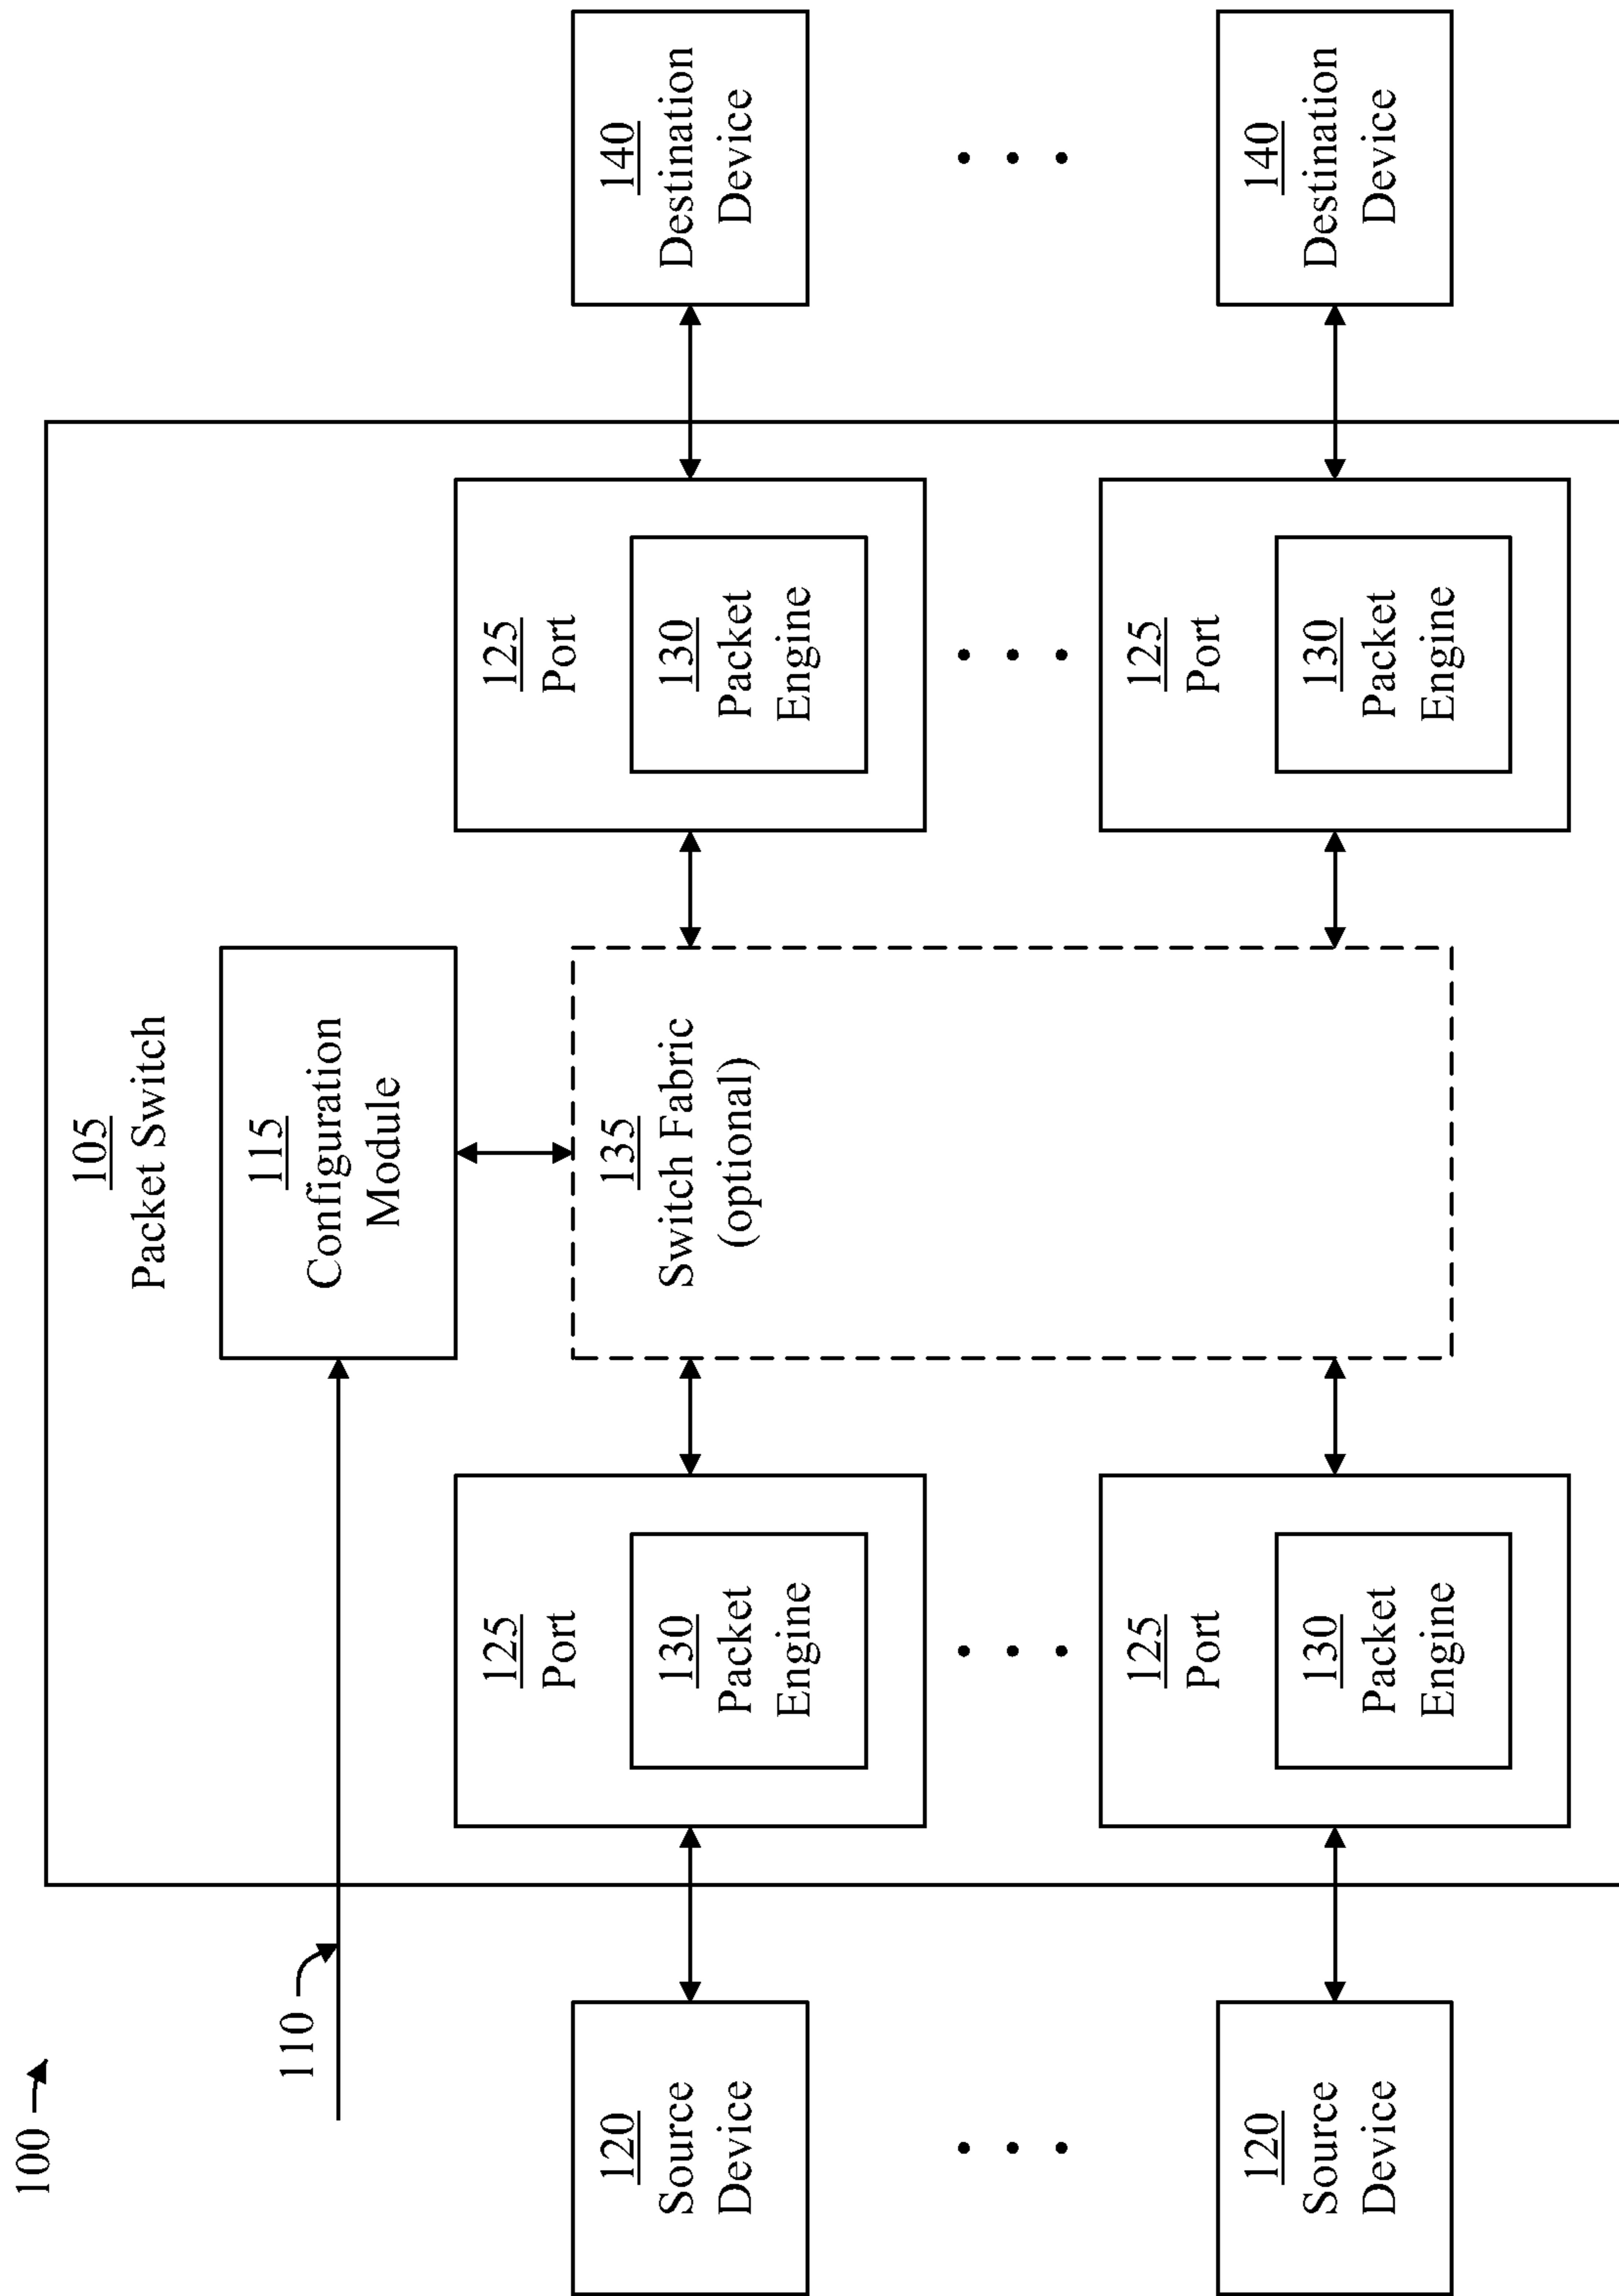 100
110
105
Packet Switch
115
Configuration
Module
120
Source
Device
125
Port
130
Packet
Engine
135
Switch Fabric
(optional)
125
Port
130
Packet
Engine
140
Destination
Device
120
Source
Device
125
Port
130
Packet
Engine
125
Port
130
Packet
Engine
140
Destination
Device